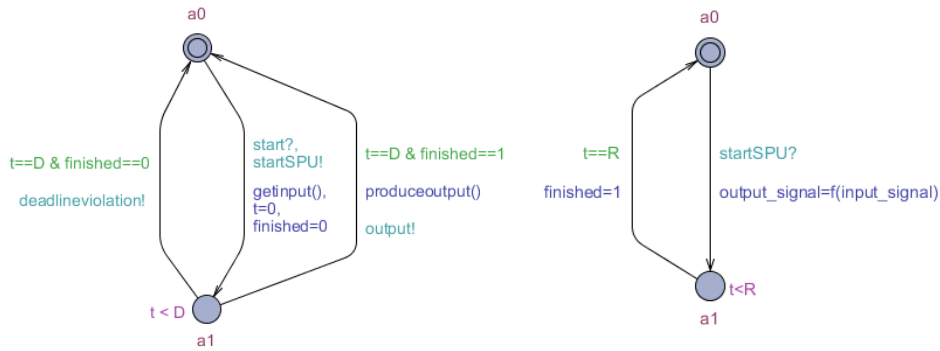 a0
t==D & finished==0
deadlineviolation!
start?,
startSPU!
getinput(),
t=0,
finished=0
t==D & finished==1
produceoutput()
output!
t < D
a1
a0
t==R
finished=1
startSPU?
output_signal=f(input_signal)
t<R
a1